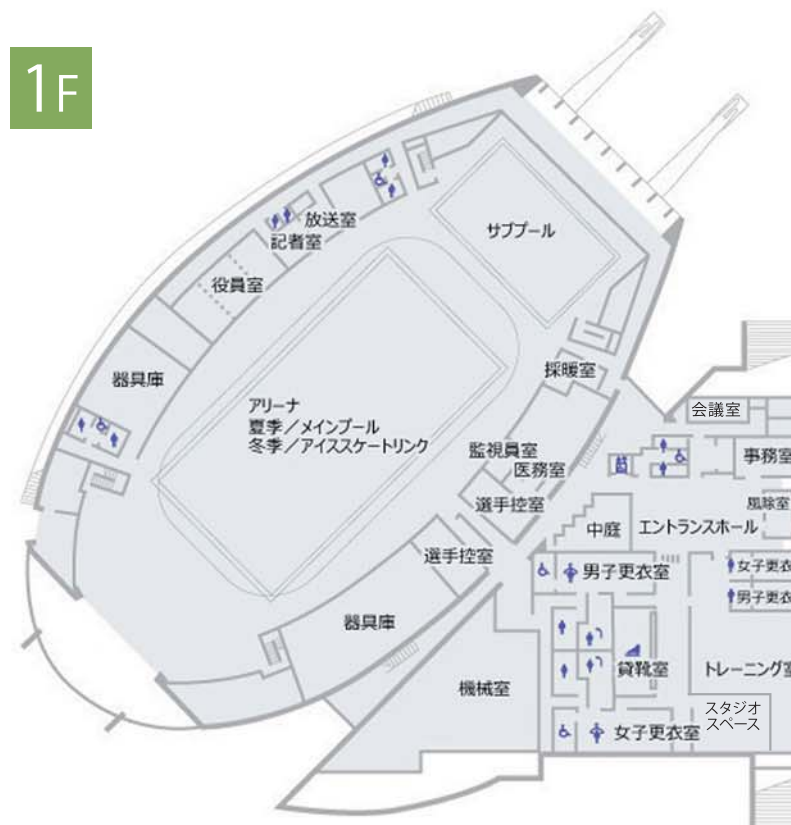 1F
放送室
記者室
サブプール
役員室
器具庫
採暖室
アリーナ
夏季／メインプール
冬季／アイススケートリンク
会議室
監視員室
医務室
事務室
選手控室
風除室
中庭
エントランスホール
選手控室
男子更衣室
女子更衣
男子更衣
器具庫
機械室
貸靴室
トレーニング室
スタジオ
スペース
女子更衣室